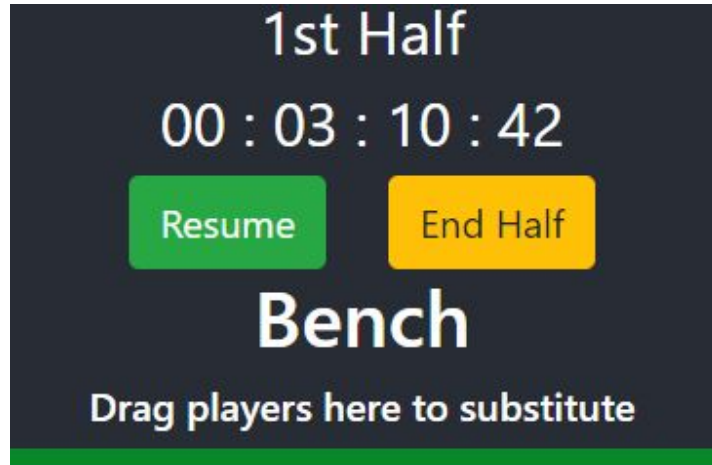 1st Half
00 : 03 : 10 : 42
Resume End Half
Bench
Drag players here to substitute